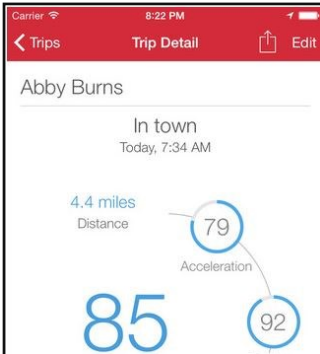 Carrier 8:22 PM
Trips Trip Detail Edit
Abby Burns
In town
Today, 7:34 AM
4.4 miles
Distance
79
Acceleration
85
92